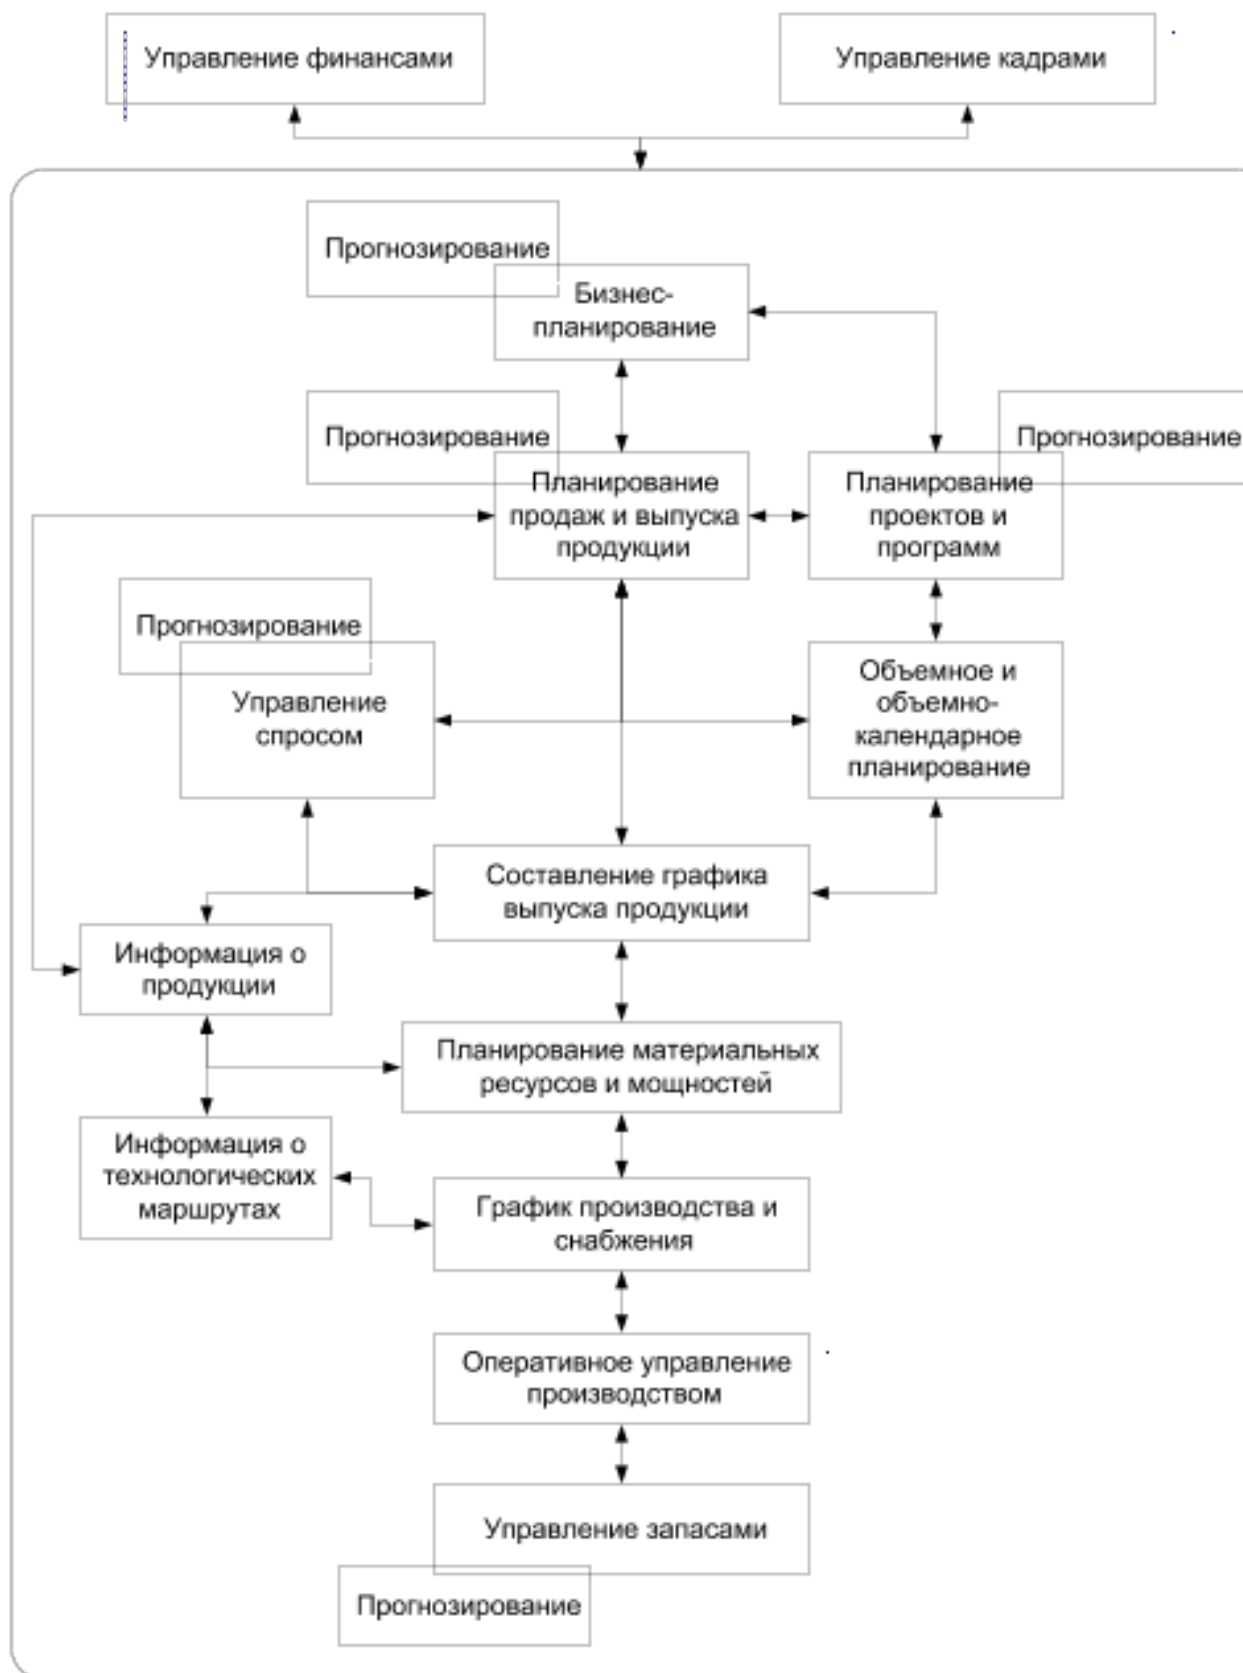 Управление финансами
Управление кадрами
Прогнозирование
Бизнес-
планирование
Прогнозирование
Прогнозирование
Планирование
продаж и выпуска
продукции
Планирование
проектов и
программ
Прогнозирование
Управление
спросом
Объемное и
объемно-
календарное
планирование
Составление графика
выпуска продукции
Информация о
продукции
Планирование материальных
ресурсов и мощностей
Информация о
технологических
маршрутах
График производства и
снабжения
Оперативное управление
производством
Управление запасами
Прогнозирование